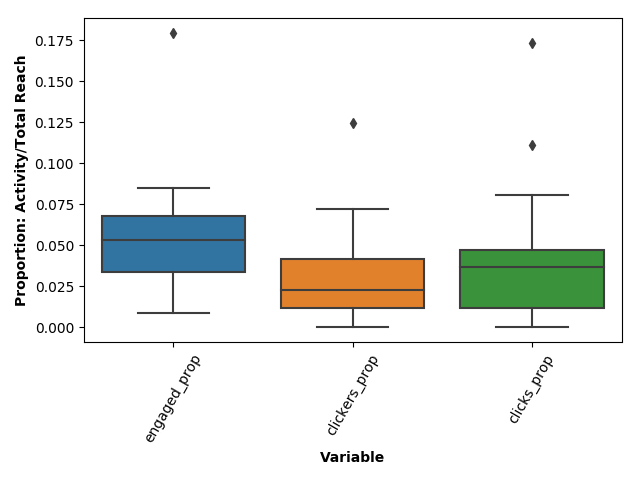 Proportion: Activity/Total Reach
0.175
0.150
0.125
0.100
0.075
0.050
0.025
0.000
engaged_prop
clickers_prop
clicks_prop
Variable